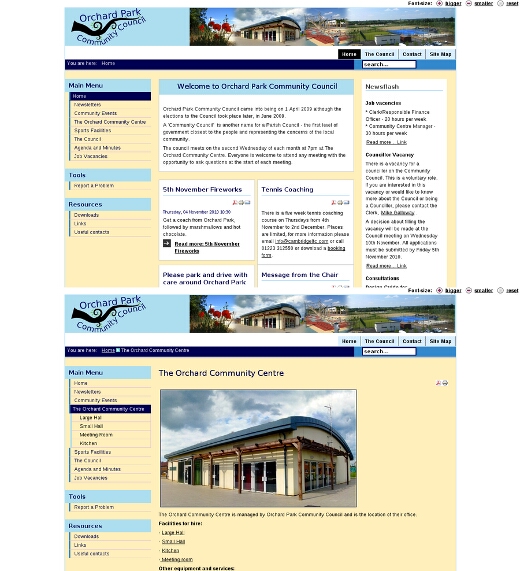 Font-size: bigger smaller reset
Orchard Park
Community Council
Home The Council Contact Site Map
You are here: Home
search...
Main Menu
Home
Newsletters
Community Events
The Orchard Community Centre
Sports Facilities
The Council
Agenda and Minutes
Job Vacancies
Tools
Report a Problem
Resources
Downloads
Links
Useful contacts
Welcome to Orchard Park Community Council
Orchard Park Community Council came into being on 1 April 2009 although the
elections to the Council took place later, in June 2009.
A 'Community Council' is another name for a Parish Council - the first level of
government closest to the people and representing the concerns of the local
community.
The council meets on the second Wednesday of each month at 7pm at The
Orchard Community Centre. Everyone is welcome to attend any meeting with the
opportunity to ask questions at the start of each meeting.
5th November Fireworks
Thursday, 04 November 2010
Get a coach from Orchard Park,
followed by marshmallows and hot
chocolate.
Read more: 5th November
Fireworks
Tennis Coaching
There is a five week tennis coaching
course on Thursdays from 4th
November to 2nd December. Places
are limited, for more information please
email or call
or download a booking
form.
Please park and drive with
care around Orchard Park
Message from the Chair
Newsflash
Job vacancies
* Clerk/Responsible Finance
Officer - 20 hours per week
* Community Centre Manager -
30 hours per week
Read more... Link
Councillor Vacancy
There is a vacancy for a
councillor on the Community
Council. This is a voluntary role.
If you are interested in this
vacancy or would like to know
more about the Council or being
a Councillor, please contact the
Clerk, Mike
A decision about filling the
vacancy will be made at the
Council meeting on Wednesday
10th November. All applications
must be submitted by Friday 5th
November 2010.
Read more... Link
Consultations
Font-size: bigger smaller reset
Orchard Park
Community Council
Home The Council Contact Site Map
You are here: Home The Orchard Community Centre
search...
Main Menu
Home
Newsletters
Community Events
The Orchard Community Centre
Large Hall
Small Hall
Meeting Room
Kitchen
Sports Facilities
The Council
Agenda and Minutes
Job Vacancies
Tools
Report a Problem
Resources
Downloads
Links
Useful contacts
The Orchard Community Centre
The Orchard Community Centre is managed by Orchard Park Community Council and is the location of their office.
Facilities for hire:
- Large Hall
- Small Hall
- Kitchen
- Meeting room
Other equipment and services: